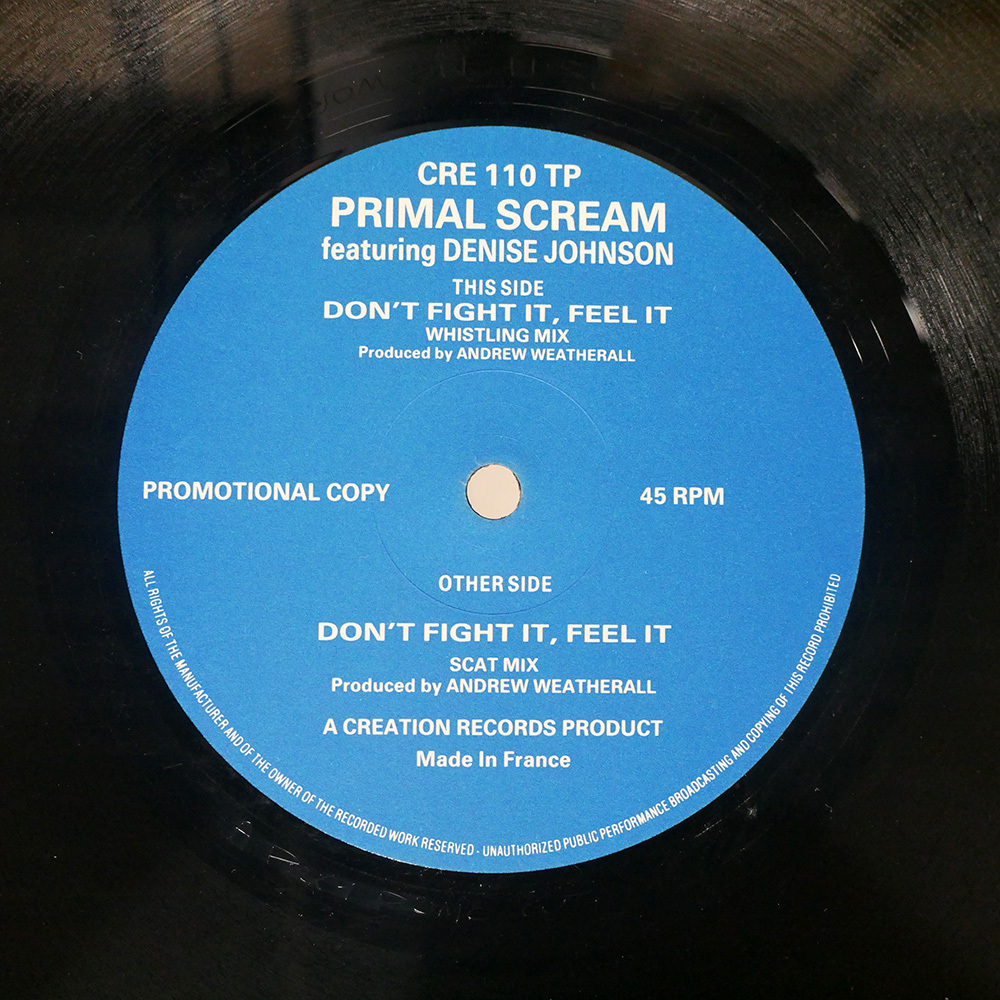 CRE 110 TP
PRIMAL SCREAM
featuring DENISE JOHNSON
THIS SIDE
DON'T FIGHT IT, FEEL IT
WHISTLING MIX
Produced by ANDREW WEATHERALL
PROMOTIONAL COPY
45 RPM
OTHER SIDE
DON'T FIGHT IT, FEEL IT
SCAT MIX
Produced by ANDREW WEATHERALL
A CREATION RECORDS PRODUCT
Made In France
ALL RIGHTS OF THE MANUFACTURER AND OF THE OWNER OF THE RECORDED WORK RESERVED - UNAUTHORIZED PUBLIC PERFORMANCE BROADCASTING AND COPYING OF THIS RECORD PROHIBITED